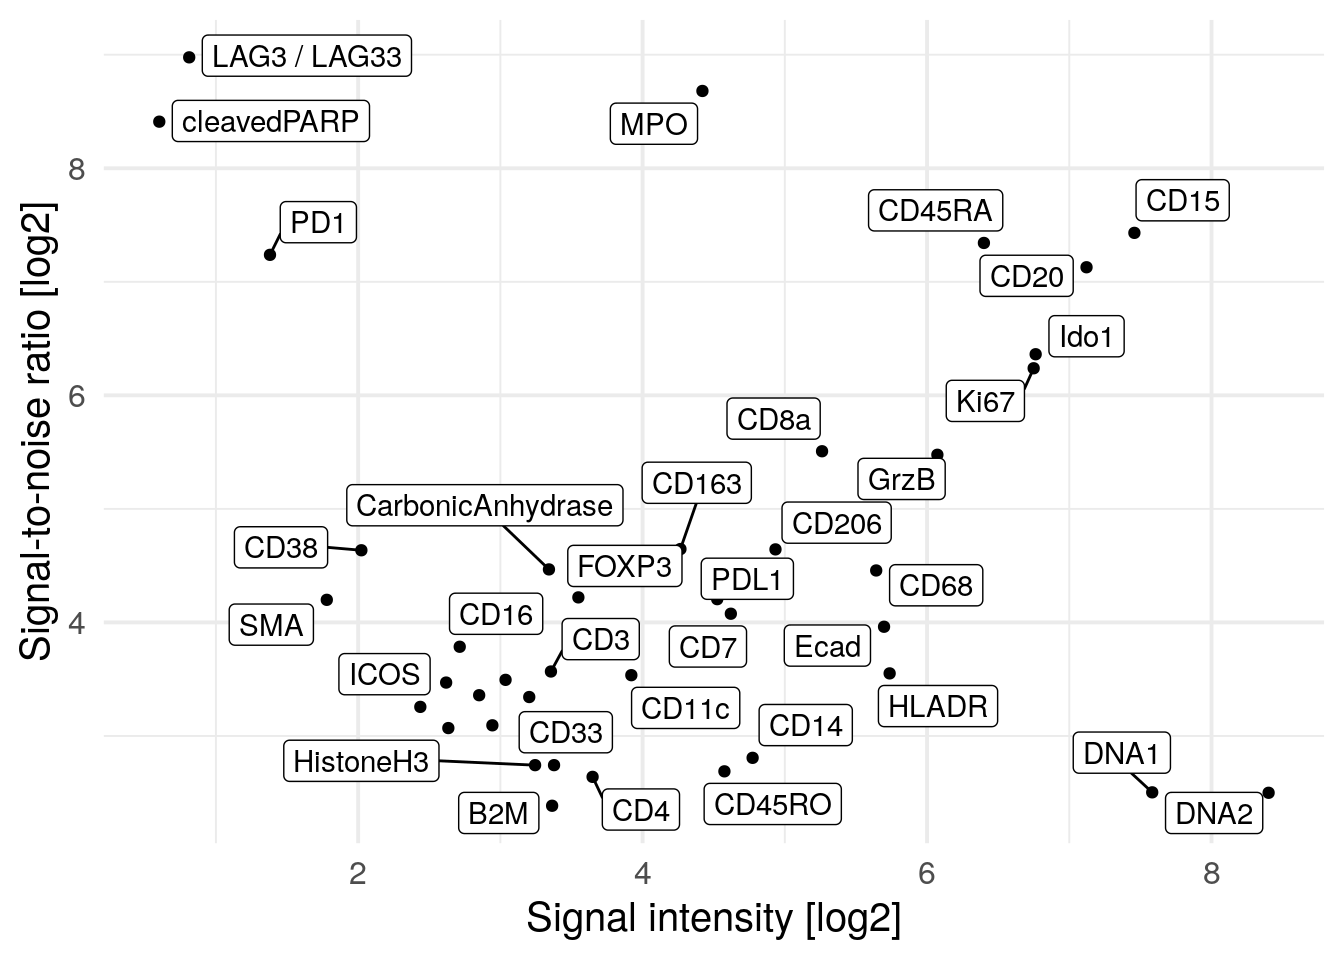 LAG3 / LAG33
cleavedPARP
MPO
8
PD1
CD15
CD45RA
CD20
Ido1
6
Ki67
CD8a
GrzB
CD163
CarbonicAnhydrase
CD206
CD38
FOXP3
PDL1
CD68
4
SMA
CD16
CD3
CD7
Ecad
ICOS
CD11c
HLADR
CD33
CD14
HistoneH3
DNA1
B2M
CD4
CD45RO
DNA2
2
4
6
8
Signal intensity [log2]
Signal-to-noise ratio [log2]